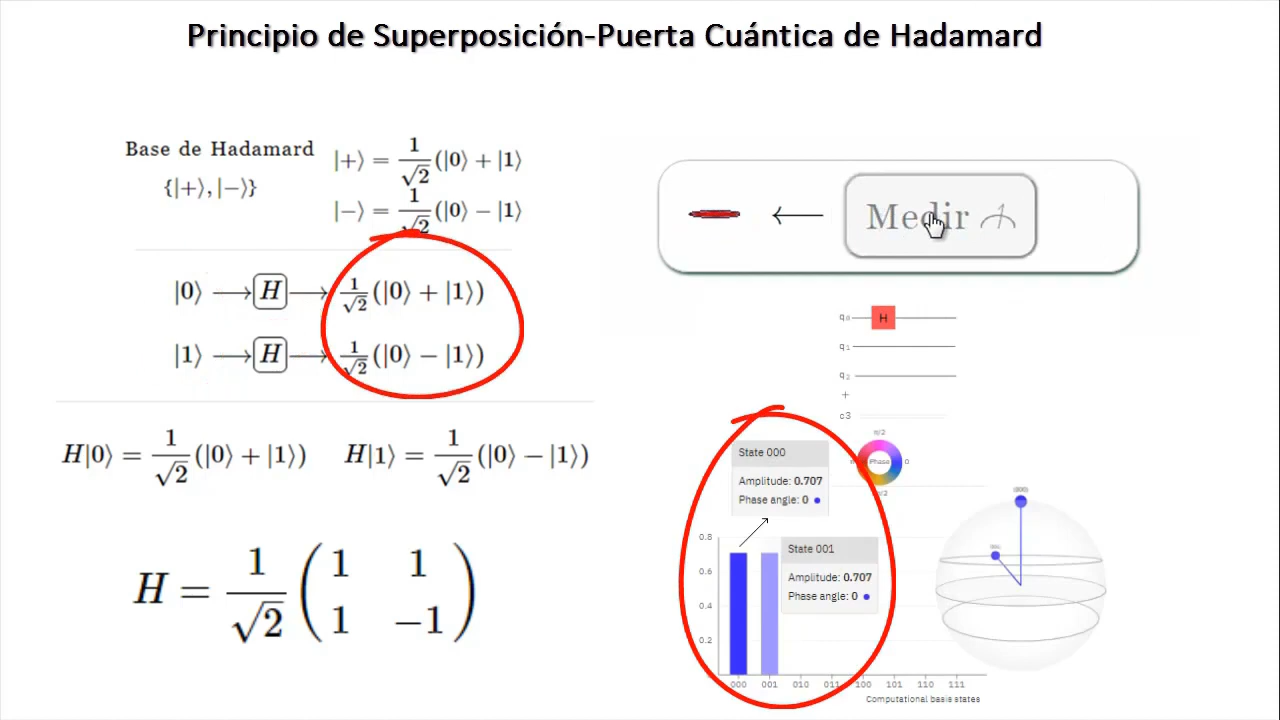 Principio de Superposición-Puerta Cuántica de Hadamard
Base de Hadamard
{|+⟩, |−⟩}
|+⟩ = 1/√2 (|0⟩ + |1⟩)
|−⟩ = 1/√2 (|0⟩ − |1⟩)
|0⟩ → H → 1/√2 (|0⟩ + |1⟩)
|1⟩ → H → 1/√2 (|0⟩ − |1⟩)
H|0⟩ = 1/√2 (|0⟩ + |1⟩)
H|1⟩ = 1/√2 (|0⟩ − |1⟩)
H = 1/√2 (1 1
1 −1)
← Medir
q0 H
q1
q2
+
c3
State 000
Amplitude: 0.707
Phase angle: 0
π/2
Phase 0
State 001
Amplitude: 0.707
Phase angle: 0
0.8
0.6
0.4
0.2
000 001 010 011 100 101 110 111
Computational basis states
|000⟩